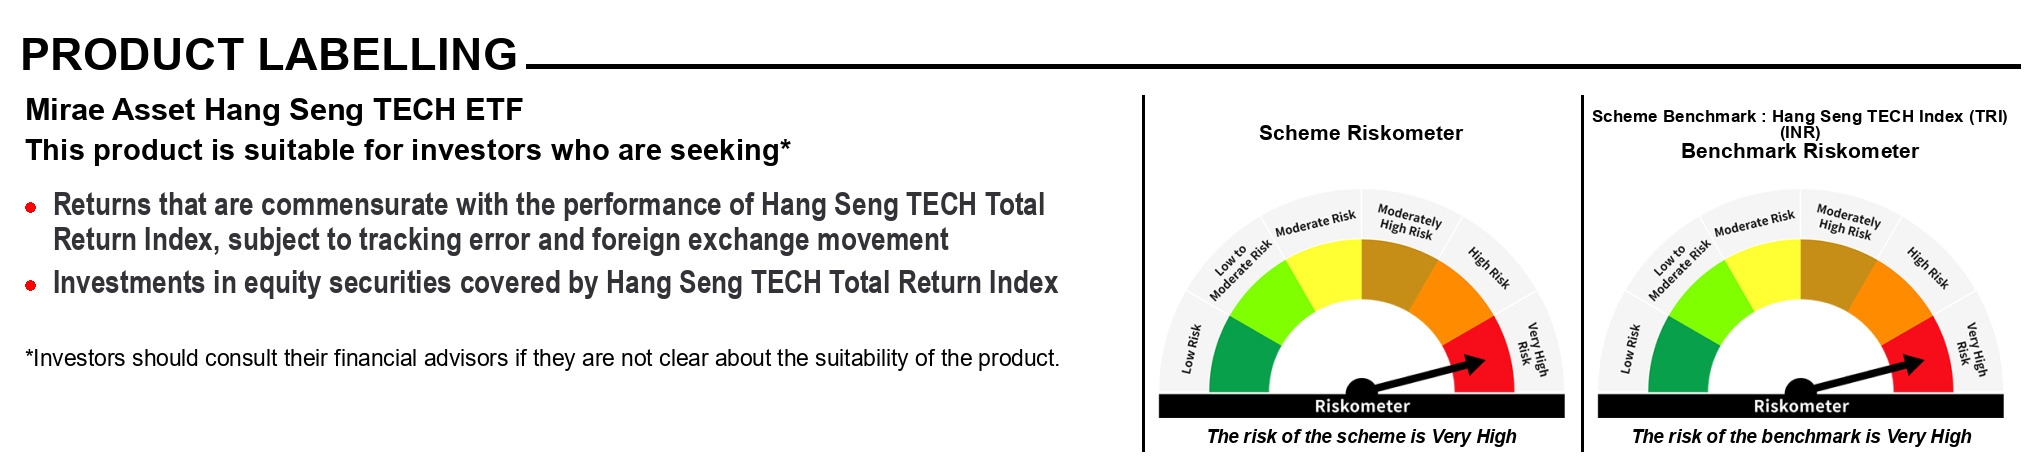 PRODUCT LABELLING
Mirae Asset Hang Seng TECH ETF
This product is suitable for investors who are seeking*
Returns that are commensurate with the performance of Hang Seng TECH Total
Return Index, subject to tracking error and foreign exchange movement
Investments in equity securities covered by Hang Seng TECH Total Return Index
*Investors should consult their financial advisors if they are not clear about the suitability of the product.
Scheme Riskometer
Low Risk
Low to
Moderate Risk
Moderate Risk
Moderately
High Risk
High Risk
Very High
Risk
Riskometer
The risk of the scheme is Very High
Scheme Benchmark : Hang Seng TECH Index (TRI)
(INR)
Benchmark Riskometer
Low Risk
Low to
Moderate Risk
Moderate Risk
Moderately
High Risk
High Risk
Very High
Risk
Riskometer
The risk of the benchmark is Very High